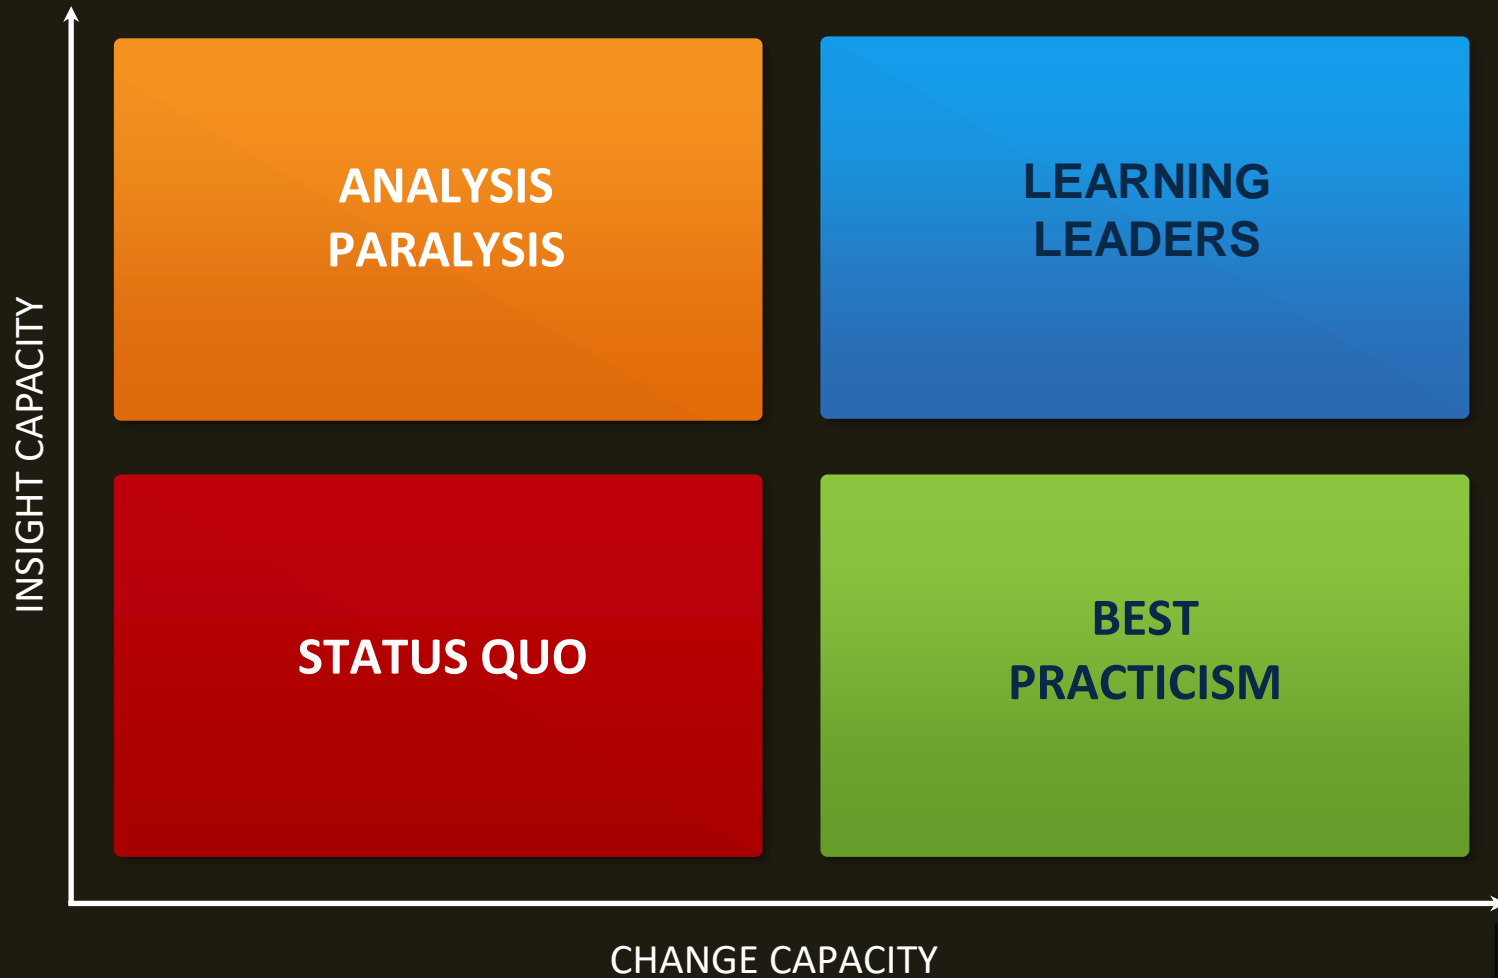 ANALYSIS
PARALYSIS
LEARNING
LEADERS
INSIGHT CAPACITY
STATUS QUO
BEST
PRACTICISM
CHANGE CAPACITY